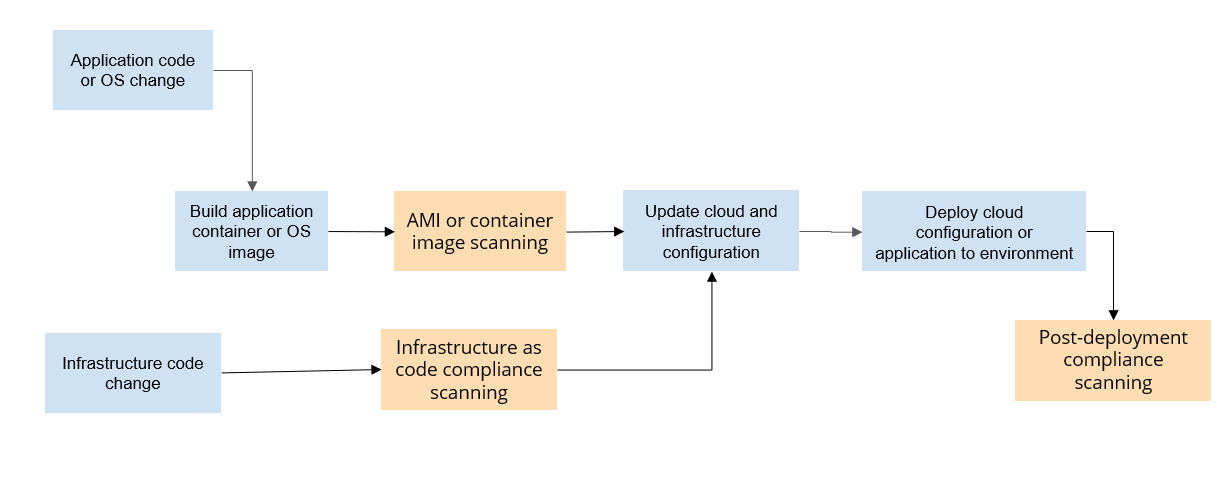 Application code
or OS change
Build application
container or OS
image
AMI or container
image scanning
Update cloud and
infrastructure
configuration
Deploy cloud
configuration or
application to environment
Infrastructure code
change
Infrastructure as
code compliance
scanning
Post-deployment
compliance
scanning